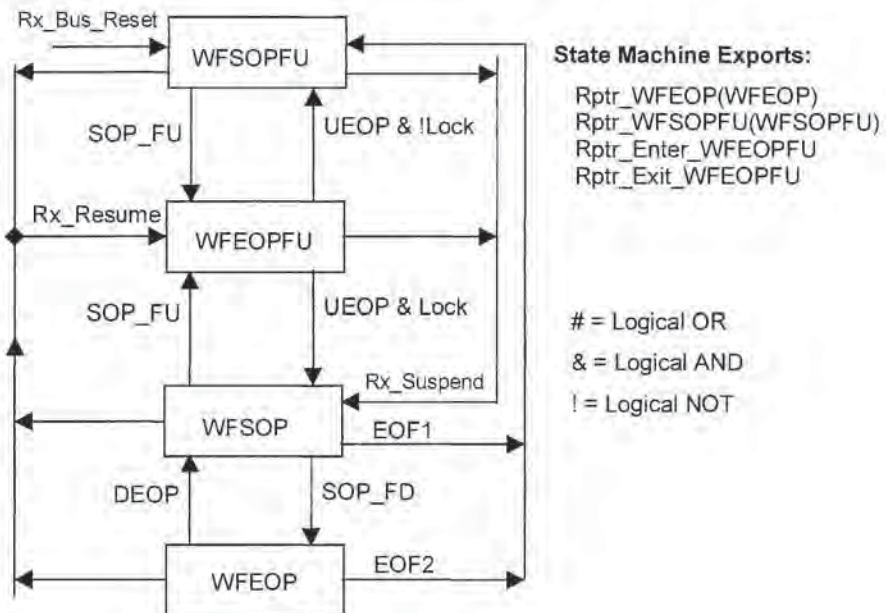 Rx_Bus_Reset
WFSOPFU
SOP_FU
UEOP & !Lock
Rx_Resume
WFEOPFU
SOP_FU
UEOP & Lock
Rx_Suspend
WFSOP
EOF1
DEOP
SOP_FD
EOF2
WFEOP
State Machine Exports:
Rptr_WFEOP(WFEOP)
Rptr_WFSOPFU(WFSOPFU)
Rptr_Enter_WFEOPFU
Rptr_Exit_WFEOPFU
# = Logical OR
& = Logical AND
! = Logical NOT